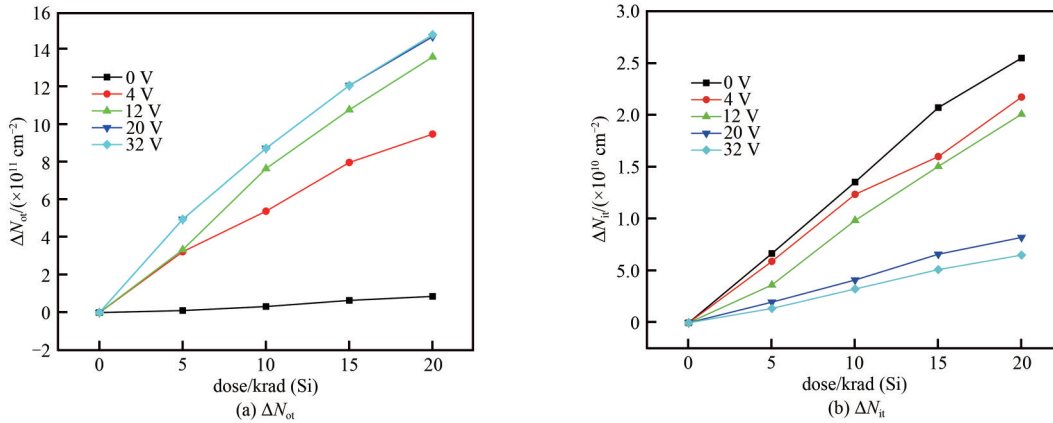 16
14
12
10
8
6
4
2
0
−2
ΔN_ot/(×10^11 cm^−2)
0 V
4 V
12 V
20 V
32 V
0 5 10 15 20
dose/krad (Si)
(a) ΔN_ot
3.0
2.5
2.0
1.5
1.0
5.0
0
ΔN_it/(×10^10 cm^−2)
0 V
4 V
12 V
20 V
32 V
0 5 10 15 20
dose/krad (Si)
(b) ΔN_it